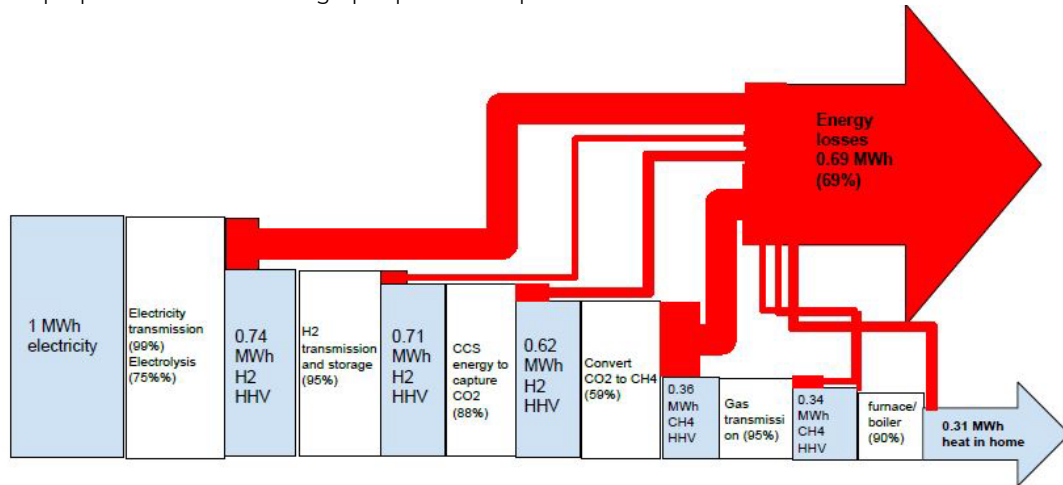 1 MWh
electricity
Electricity
transmission
(99%)
Electrolysis
(75%%)
0.74
MWh
H2
HHV
H2
transmission
and storage
(95%)
0.71
MWh
H2
HHV
CCS
energy to
capture
CO2
(88%)
0.62
MWh
H2
HHV
Convert
CO2 to CH4
(59%)
0.36
MWh
CH4
HHV
Gas
transmissi
on (95%)
0.34
MWh
CH4
HHV
furnace/
boiler
(90%)
0.31 MWh
heat in home
Energy
losses
0.69 MWh
(69%)